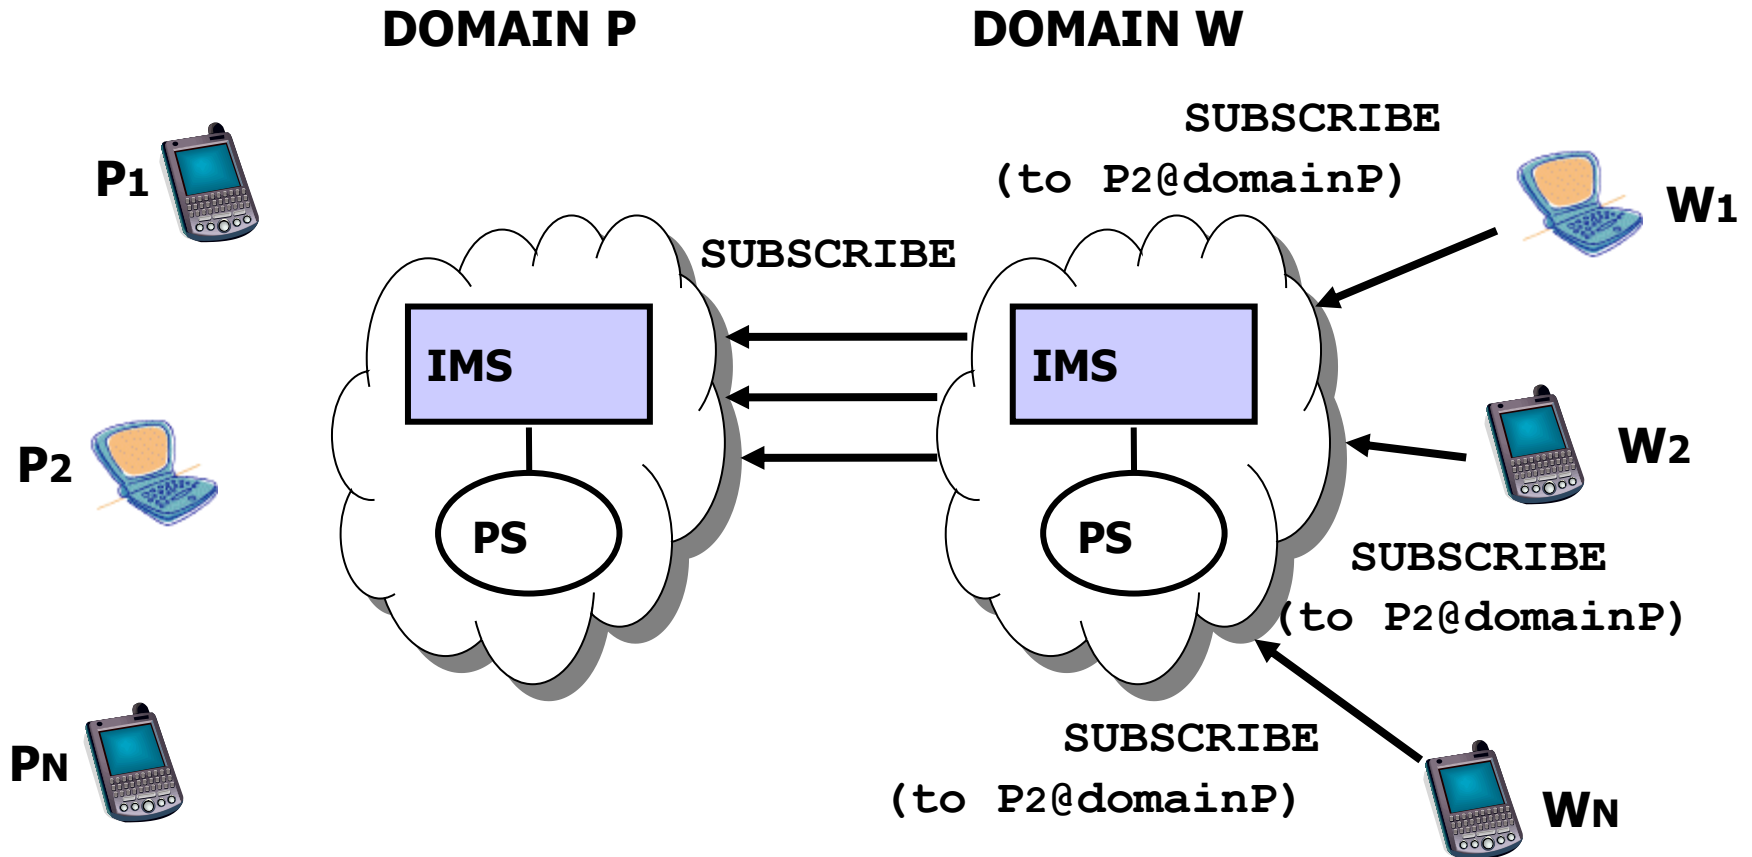 DOMAIN P
DOMAIN W
SUBSCRIBE
(to P2@domainP)
P1
W1
SUBSCRIBE
IMS
IMS
P2
W2
PS
PS
SUBSCRIBE
(to P2@domainP)
SUBSCRIBE
(to P2@domainP)
PN
WN